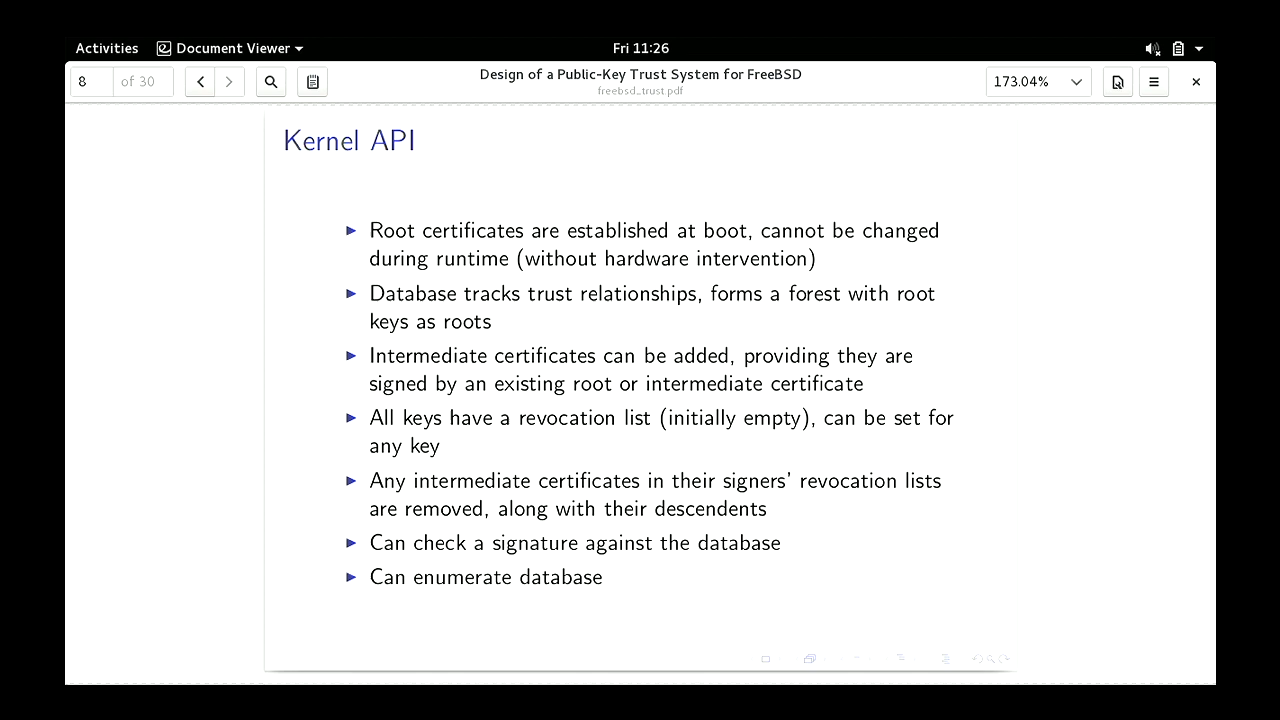 Activities
Document Viewer
Fri 11:26
8 of 30
Design of a Public-Key Trust System for FreeBSD
freebsd_trust.pdf
173.04%
Kernel API
Root certificates are established at boot, cannot be changed
during runtime (without hardware intervention)
Database tracks trust relationships, forms a forest with root
keys as roots
Intermediate certificates can be added, providing they are
signed by an existing root or intermediate certificate
All keys have a revocation list (initially empty), can be set for
any key
Any intermediate certificates in their signers' revocation lists
are removed, along with their descendents
Can check a signature against the database
Can enumerate database